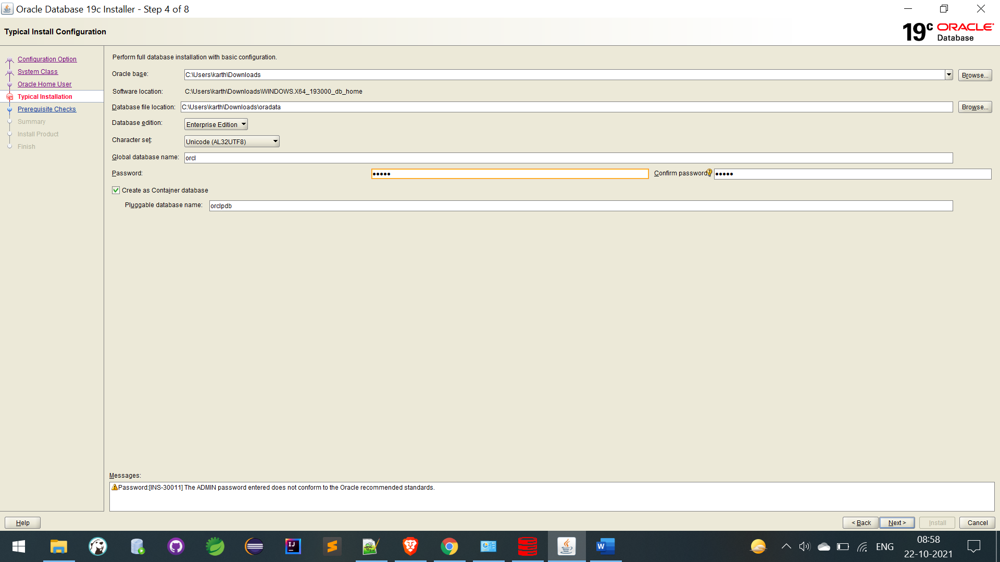 Oracle Database 19c Installer - Step 4 of 8
Typical Install Configuration
19c ORACLE Database
Configuration Option
System Class
Oracle Home User
Typical Installation
Prerequisite Checks
Summary
Install Product
Finish
Perform full database installation with basic configuration.
Oracle base: C:\Users\karth\Downloads Browse...
Software location: C:\Users\karth\Downloads\WINDOWS.X64_193000_db_home
Database file location: C:\Users\karth\Downloads\oradata Browse...
Database edition: Enterprise Edition
Character set: Unicode (AL32UTF8)
Global database name: orcl
Password: ••••• Confirm password: •••••
Create as Container database
Pluggable database name: orclpdb
Messages:
Password:[INS-30011] The ADMIN password entered does not conform to the Oracle recommended standards.
Help < Back Next > Install Cancel
IJ
W
ENG
08:58
22-10-2021